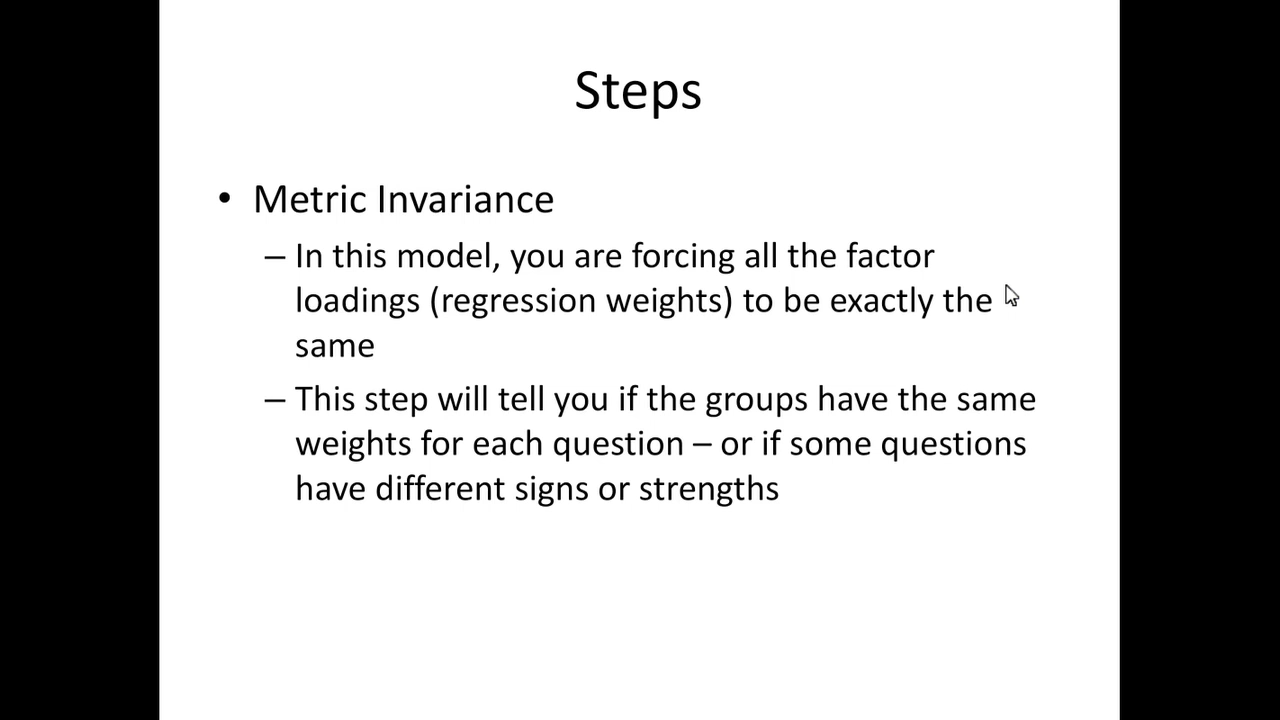 Steps
• Metric Invariance
– In this model, you are forcing all the factor
loadings (regression weights) to be exactly the
same
– This step will tell you if the groups have the same
weights for each question – or if some questions
have different signs or strengths